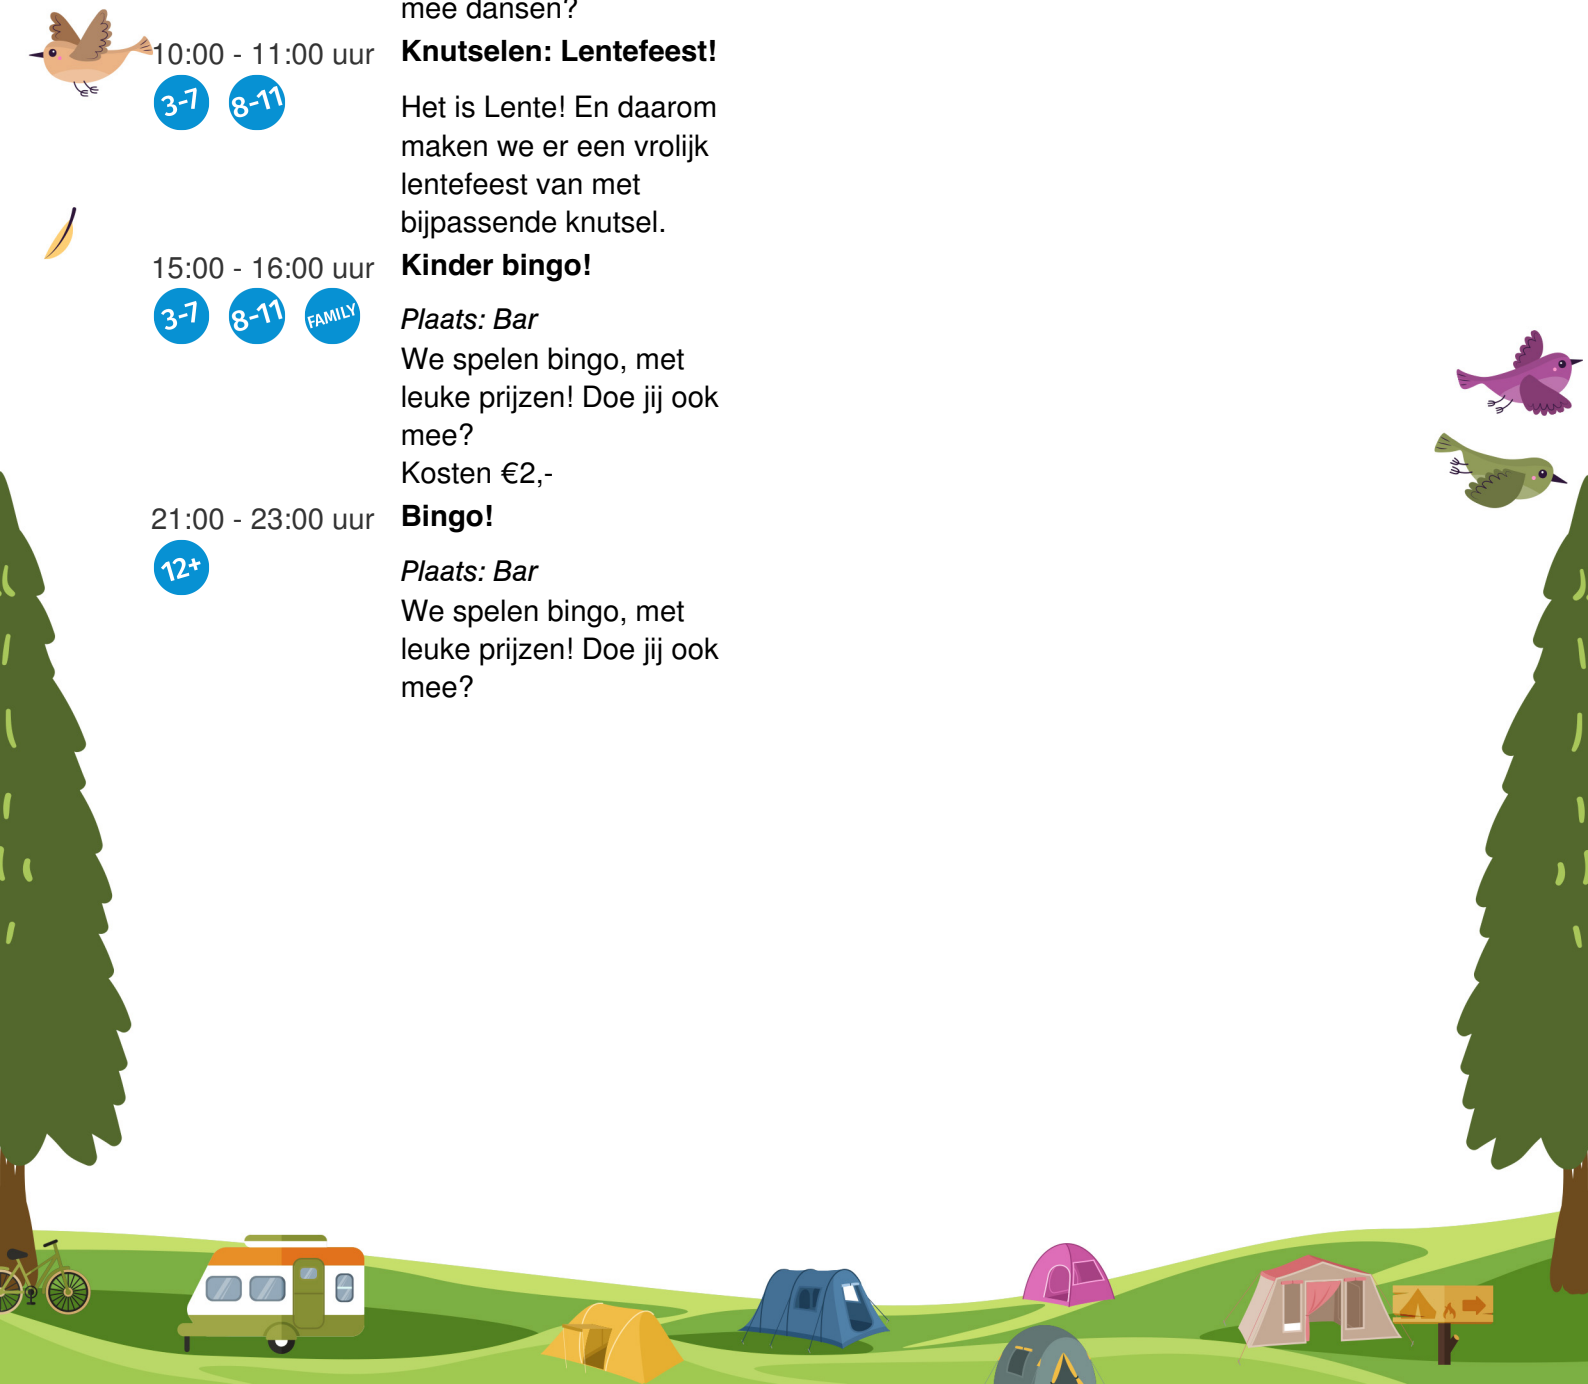 mee dansen?
10:00 - 11:00 uur Knutselen: Lentefeest!
3-7 8-11
Het is Lente! En daarom
maken we er een vrolijk
lentefeest van met
bijpassende knutsel.
15:00 - 16:00 uur Kinder bingo!
3-7 8-11 FAMILY
Plaats: Bar
We spelen bingo, met
leuke prijzen! Doe jij ook
mee?
Kosten €2,-
21:00 - 23:00 uur Bingo!
12+
Plaats: Bar
We spelen bingo, met
leuke prijzen! Doe jij ook
mee?